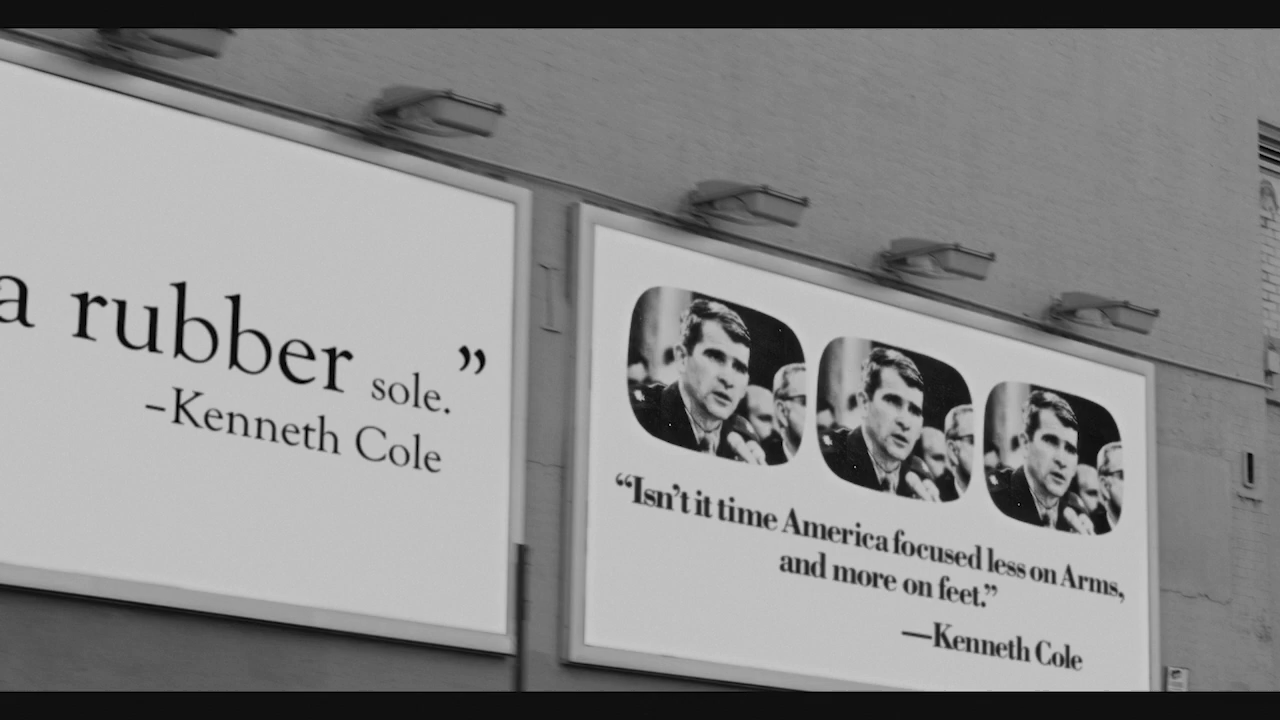 a rubber sole.”
–Kenneth Cole
“Isn’t it time America focused less on Arms,
and more on feet.”
—Kenneth Cole